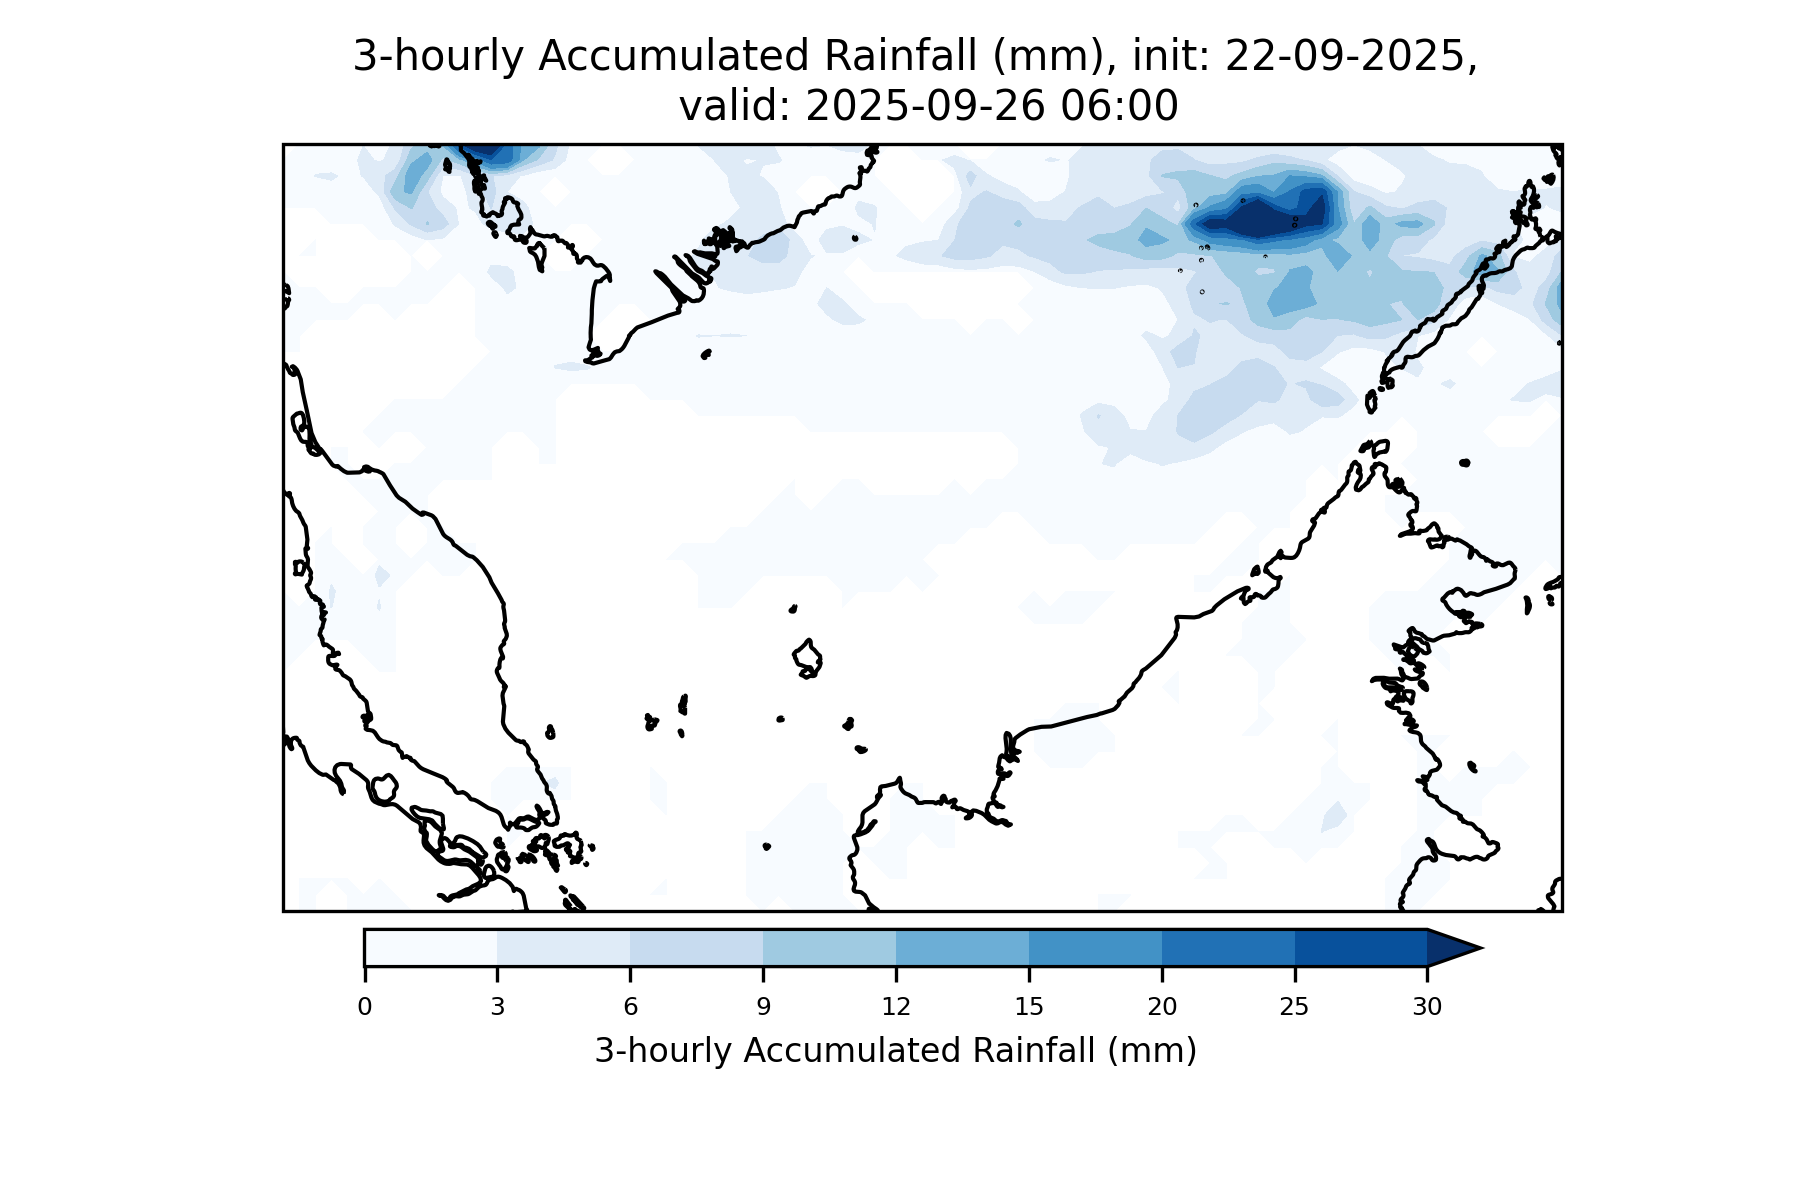 3-hourly Accumulated Rainfall (mm), init: 22-09-2025,
valid: 2025-09-26 06:00
0 3 6 9 12 15 20 25 30
3-hourly Accumulated Rainfall (mm)